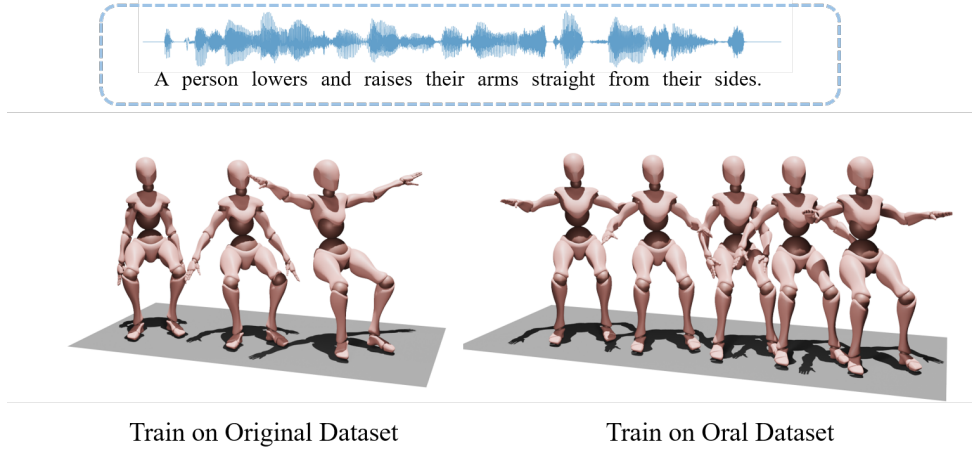 A person lowers and raises their arms straight from their sides.
Train on Original Dataset
Train on Oral Dataset